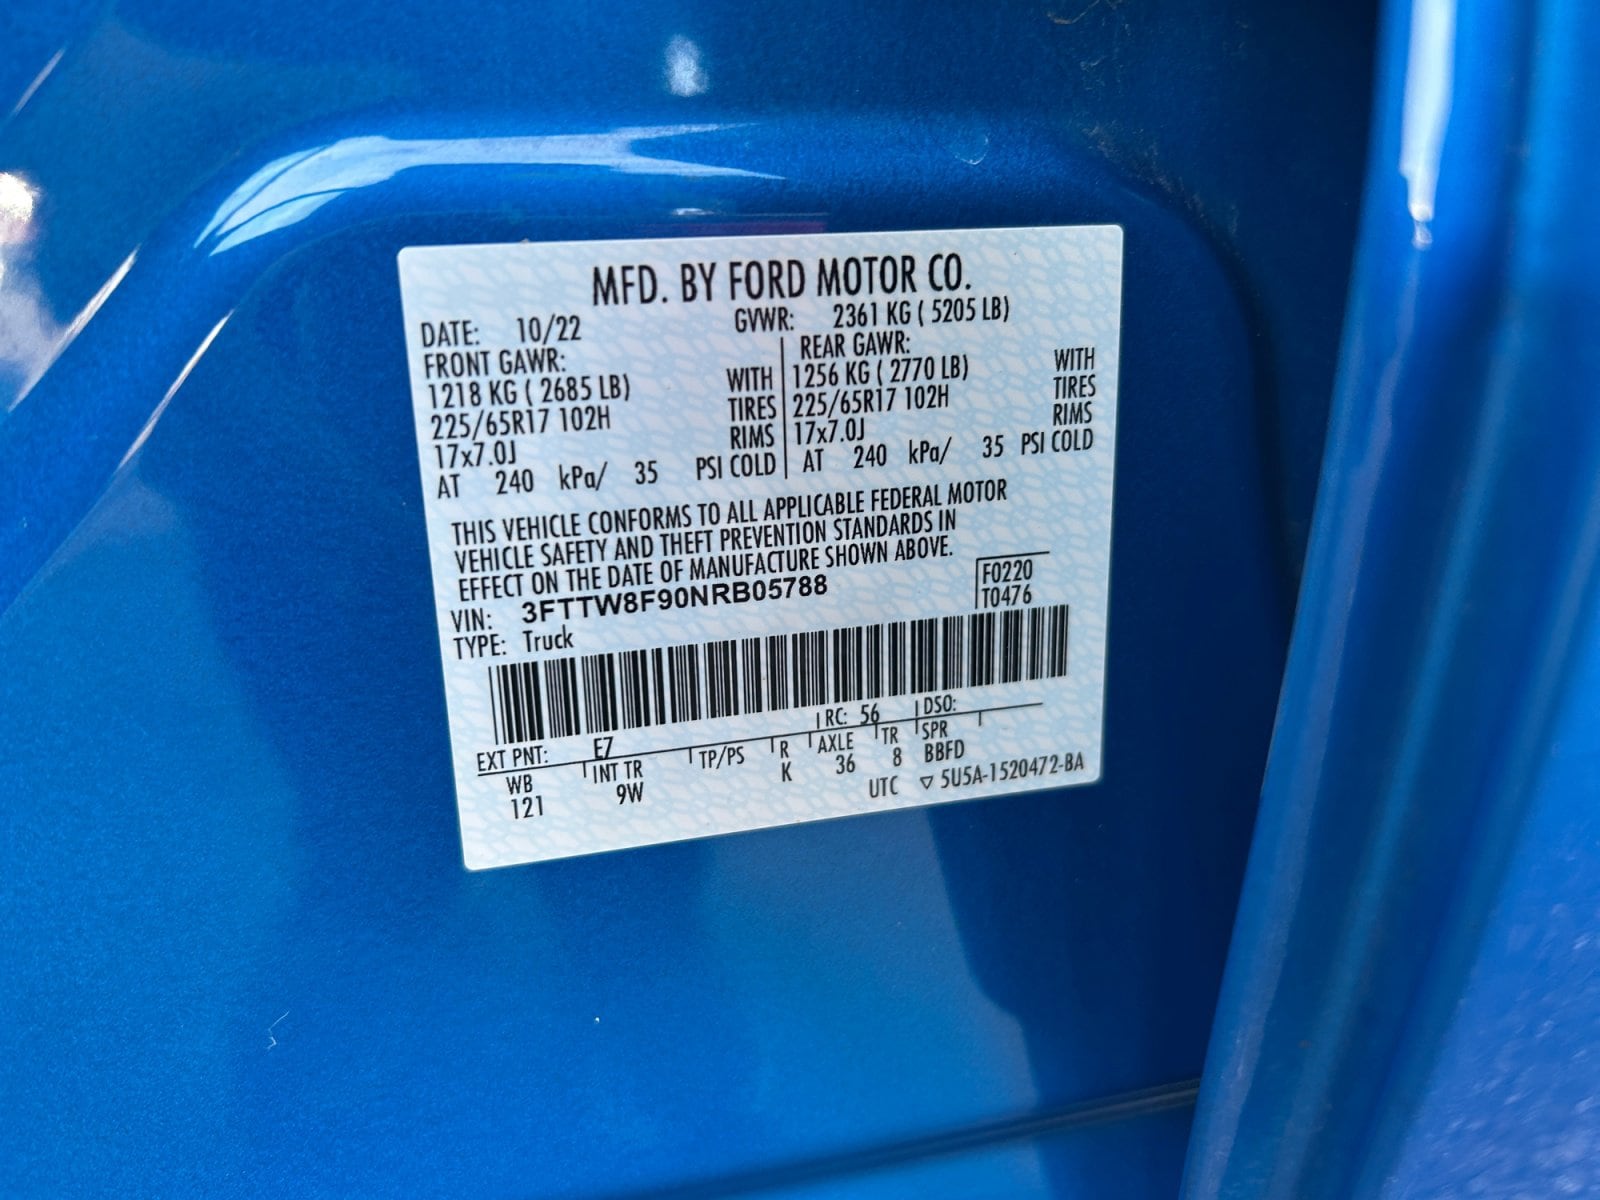 MFD. BY FORD MOTOR CO.
DATE: 10/22 GVWR: 2361 KG ( 5205 LB)
FRONT GAWR: REAR GAWR:
1218 KG ( 2685 LB) WITH 1256 KG ( 2770 LB) WITH
225/65R17 102H TIRES 225/65R17 102H TIRES
17x7.0J RIMS 17x7.0J RIMS
AT 240 kPa/ 35 PSI COLD AT 240 kPa/ 35 PSI COLD
THIS VEHICLE CONFORMS TO ALL APPLICABLE FEDERAL MOTOR
VEHICLE SAFETY AND THEFT PREVENTION STANDARDS IN
EFFECT ON THE DATE OF MANUFACTURE SHOWN ABOVE.
VIN: 3FTTW8F90NRB05788 F0220
TYPE: Truck T0476
EXT PNT: E7 RC: 56 DSO:
WB INT TR TP/PS R AXLE TR SPR
121 9W K 36 8 BBFD
UTC ▽ 5U5A-1520472-BA